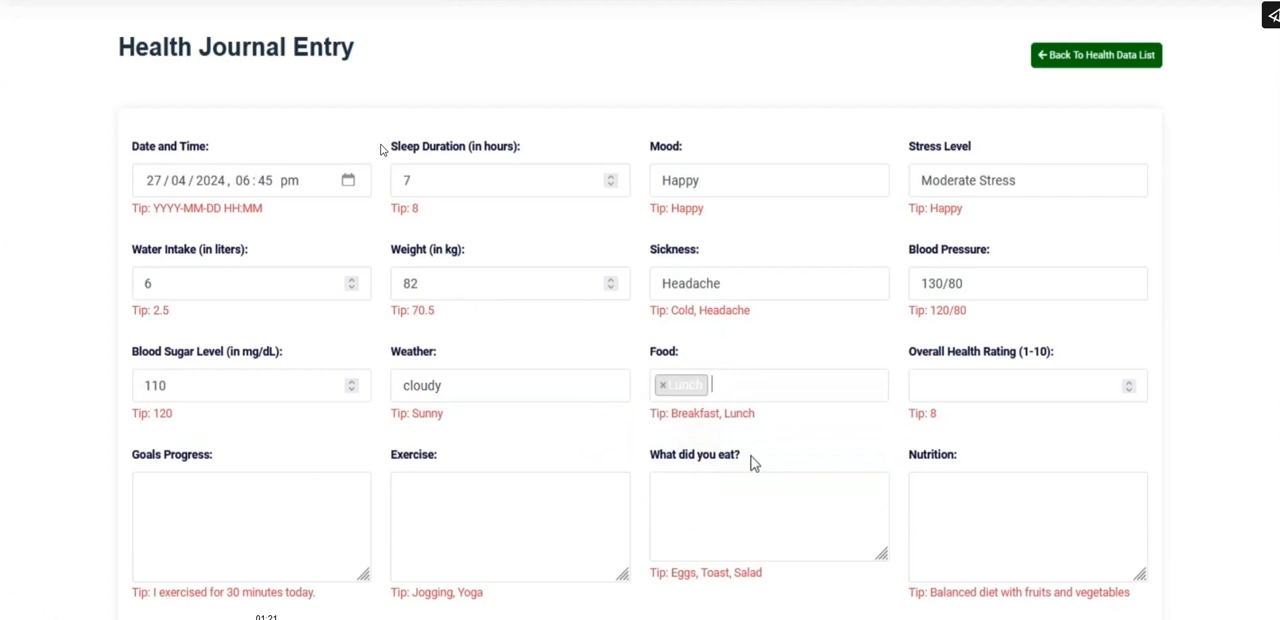 Health Journal Entry
Back To Health Data List
Date and Time: Sleep Duration (in hours): Mood: Stress Level
27/04/2024, 06:45 pm 7 Happy Moderate Stress
Tip: YYYY-MM-DD HH:MM Tip: 8 Tip: Happy Tip: Happy
Water Intake (in liters): Weight (in kg): Sickness: Blood Pressure:
6 82 Headache 130/80
Tip: 2.5 Tip: 70.5 Tip: Cold, Headache Tip: 120/80
Blood Sugar Level (in mg/dL): Weather: Food: Overall Health Rating (1-10):
110 cloudy × Lunch
Tip: 120 Tip: Sunny Tip: Breakfast, Lunch Tip: 8
Goals Progress: Exercise: What did you eat? Nutrition:
Tip: Eggs, Toast, Salad
Tip: I exercised for 30 minutes today. Tip: Jogging, Yoga Tip: Balanced diet with fruits and vegetables
01:21